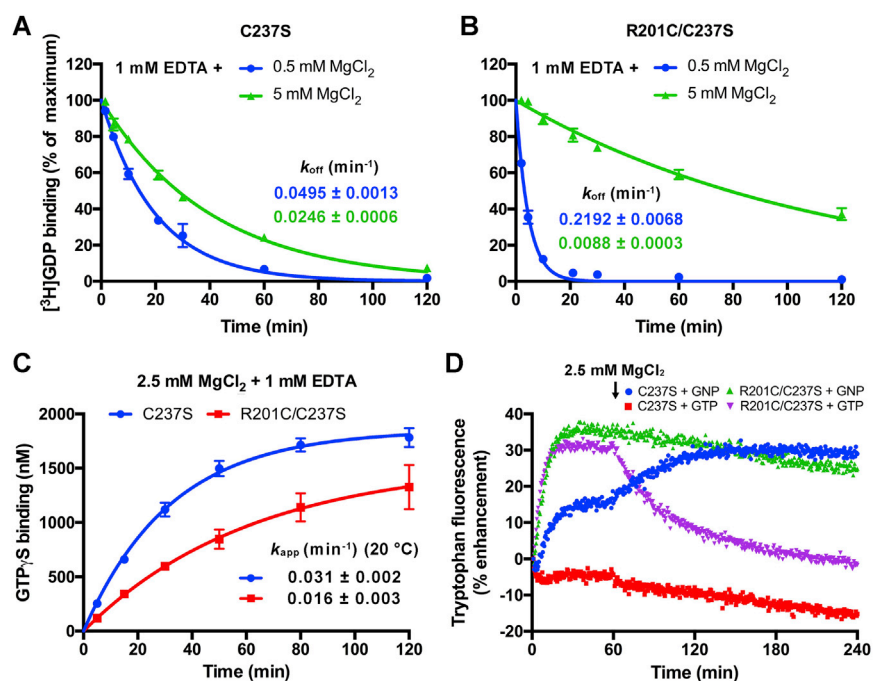 A
C237S
1 mM EDTA +
0.5 mM MgCl2
5 mM MgCl2
koff (min-1)
0.0495 ± 0.0013
0.0246 ± 0.0006
[3H]GDP binding (% of maximum)
120
100
80
60
40
20
0
0 20 40 60 80 100 120
Time (min)
B
R201C/C237S
1 mM EDTA +
0.5 mM MgCl2
5 mM MgCl2
koff (min-1)
0.2192 ± 0.0068
0.0088 ± 0.0003
120
100
80
60
40
20
0
0 20 40 60 80 100 120
Time (min)
C
2.5 mM MgCl2 + 1 mM EDTA
C237S R201C/C237S
kapp (min-1) (20 °C)
0.031 ± 0.002
0.016 ± 0.003
GTPγS binding (nM)
2000
1500
1000
500
0
0 20 40 60 80 100 120
Time (min)
D
2.5 mM MgCl2
C237S + GNP R201C/C237S + GNP
C237S + GTP R201C/C237S + GTP
Tryptophan fluorescence
(% enhancement)
40
30
20
10
0
-10
-20
0 60 120 180 240
Time (min)